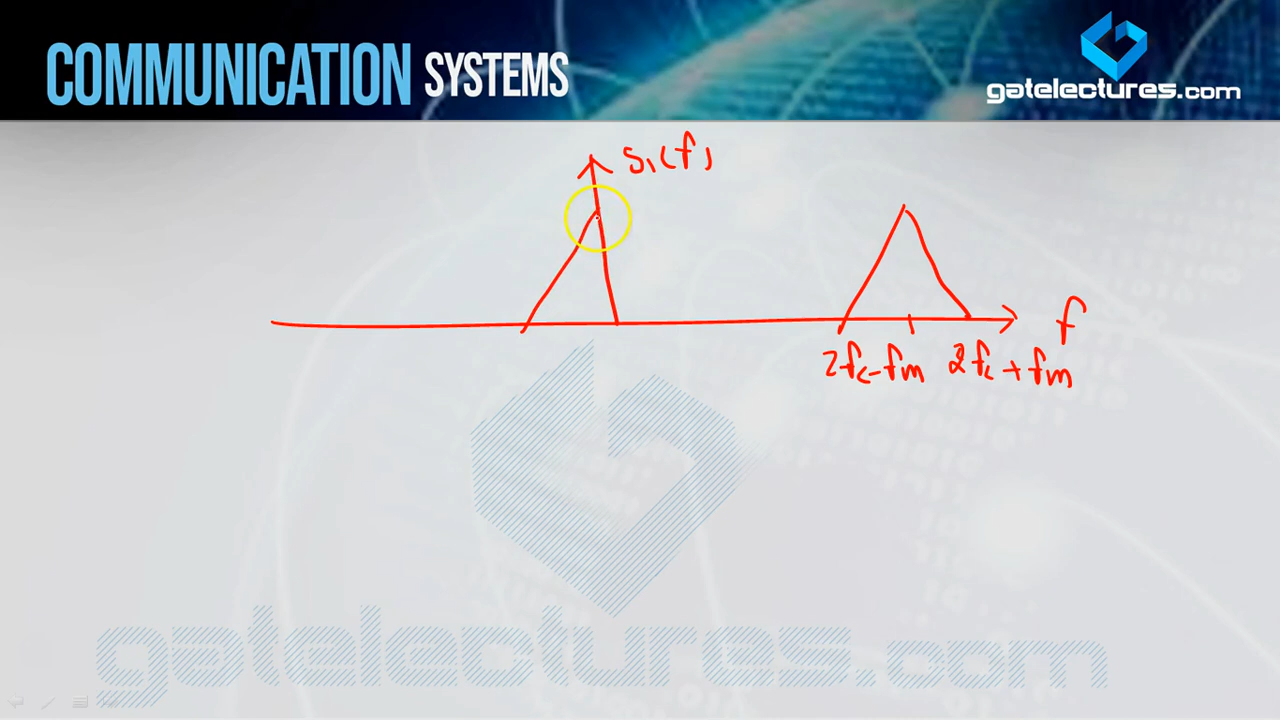 COMMUNICATION SYSTEMS
gatelectures.com
S₁(f)
f
2fc-fm 2fc+fm
gatelectures.com